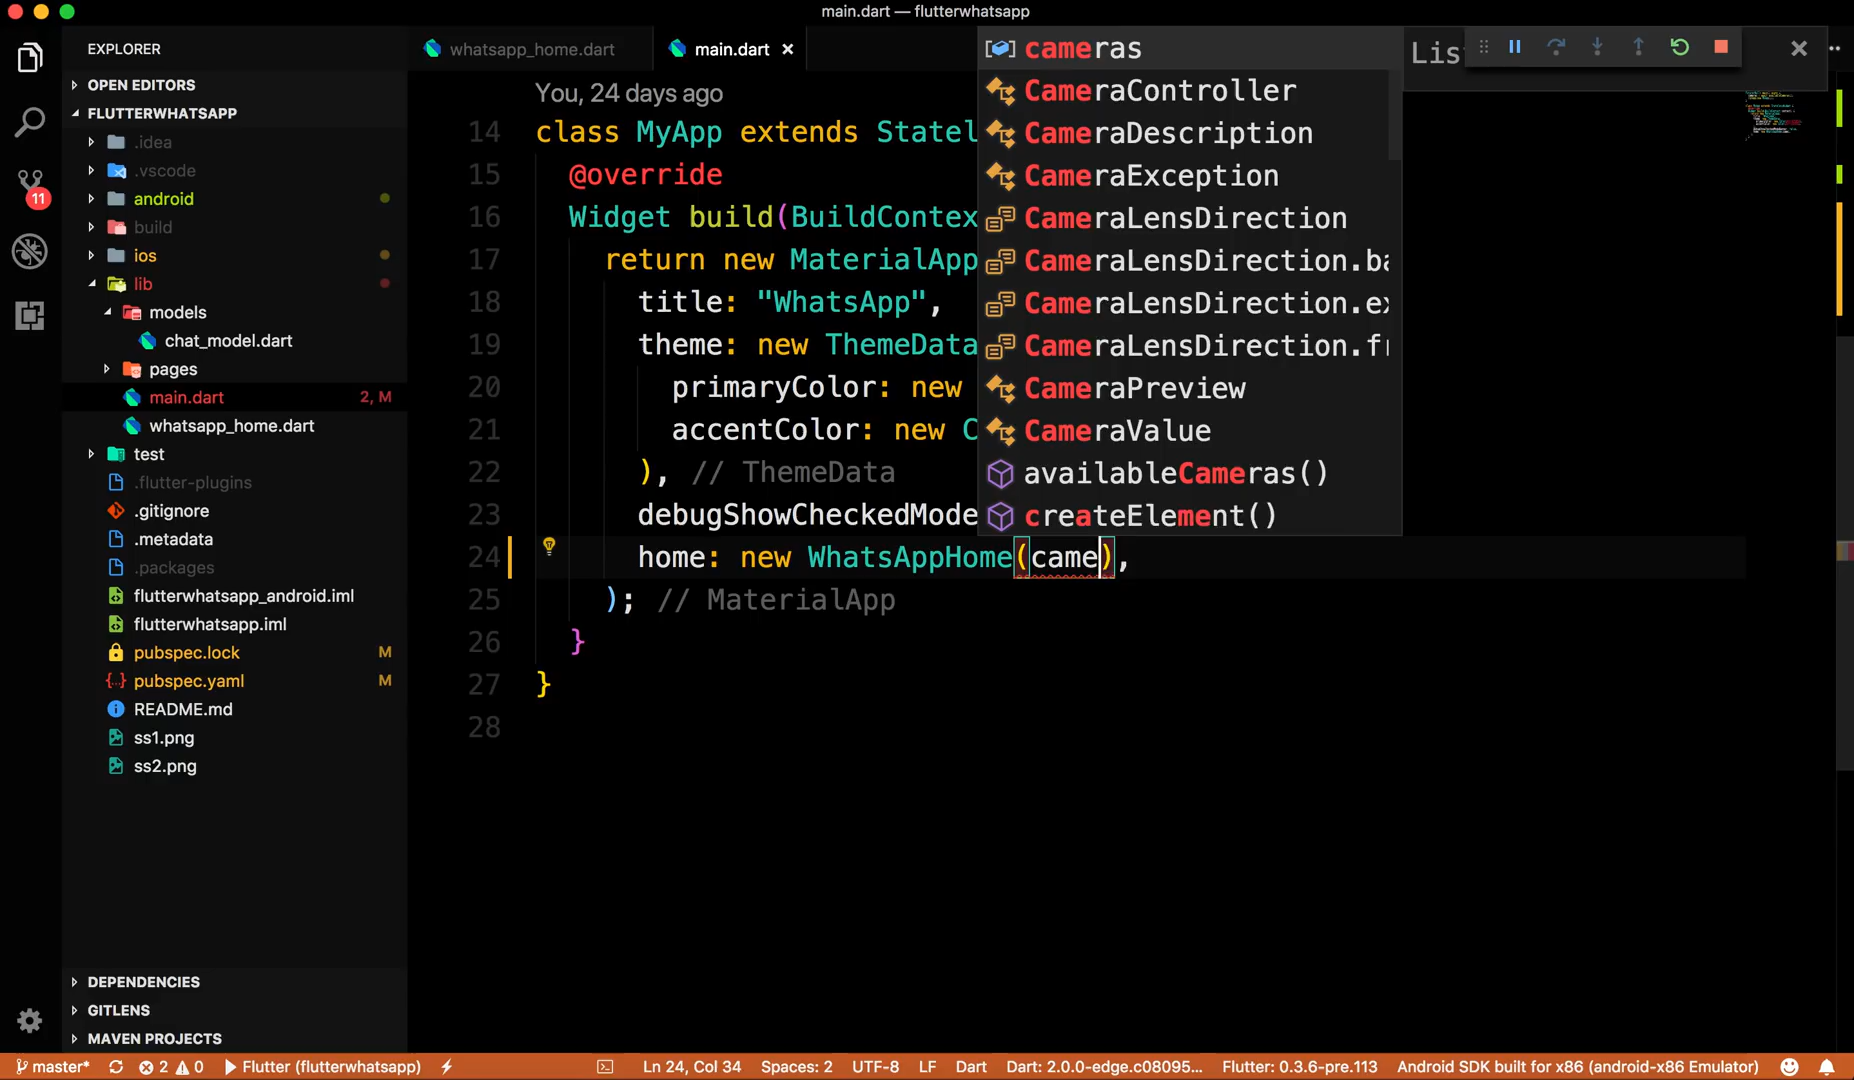 main.dart — flutterwhatsapp
EXPLORER
OPEN EDITORS
FLUTTERWHATSAPP
.idea
.vscode
android
build
ios
lib
models
chat_model.dart
pages
main.dart 2, M
whatsapp_home.dart
test
.flutter-plugins
.gitignore
.metadata
.packages
flutterwhatsapp_android.iml
flutterwhatsapp.iml
pubspec.lock M
pubspec.yaml M
README.md
ss1.png
ss2.png
DEPENDENCIES
GITLENS
MAVEN PROJECTS
11
whatsapp_home.dart
main.dart
You, 24 days ago
14 class MyApp extends Statel
15 @override
16 Widget build(BuildContex
17 return new MaterialApp
18 title: "WhatsApp",
19 theme: new ThemeData
20 primaryColor: new
21 accentColor: new C
22 ), // ThemeData
23 debugShowCheckedMode
24 home: new WhatsAppHome(came),
25 ); // MaterialApp
26 }
27 }
28
cameras
CameraController
CameraDescription
CameraException
CameraLensDirection
CameraLensDirection.ba
CameraLensDirection.ex
CameraLensDirection.fr
CameraPreview
CameraValue
availableCameras()
createElement()
Lis
master* 2 0 Flutter (flutterwhatsapp) Ln 24, Col 34 Spaces: 2 UTF-8 LF Dart Dart: 2.0.0-edge.c08095... Flutter: 0.3.6-pre.113 Android SDK built for x86 (android-x86 Emulator)